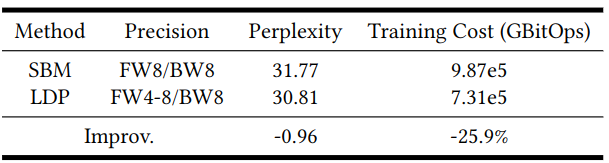 Method Precision Perplexity Training Cost (GBitOps)
SBM FW8/BW8 31.77 9.87e5
LDP FW4-8/BW8 30.81 7.31e5
Improv. -0.96 -25.9%